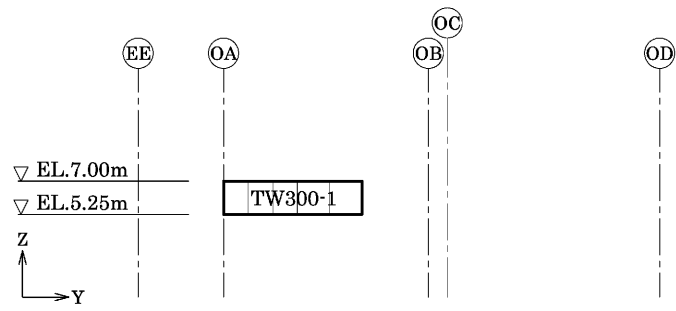 OC
EE OA OB OD
EL.7.00m
EL.5.25m
TW300-1
Z
Y